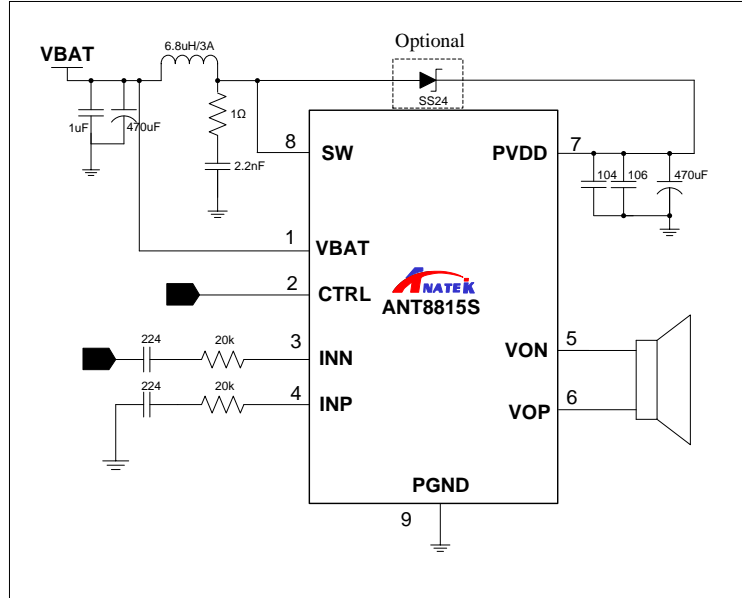 Optional
6.8uH/3A
VBAT
SS24
1uF
470uF
1Ω
2.2nF
8
SW
PVDD
7
104
106
470uF
1
VBAT
2
CTRL
ANATEK
ANT8815S
224
20k
3
INN
VON
5
224
20k
4
INP
VOP
6
PGND
9